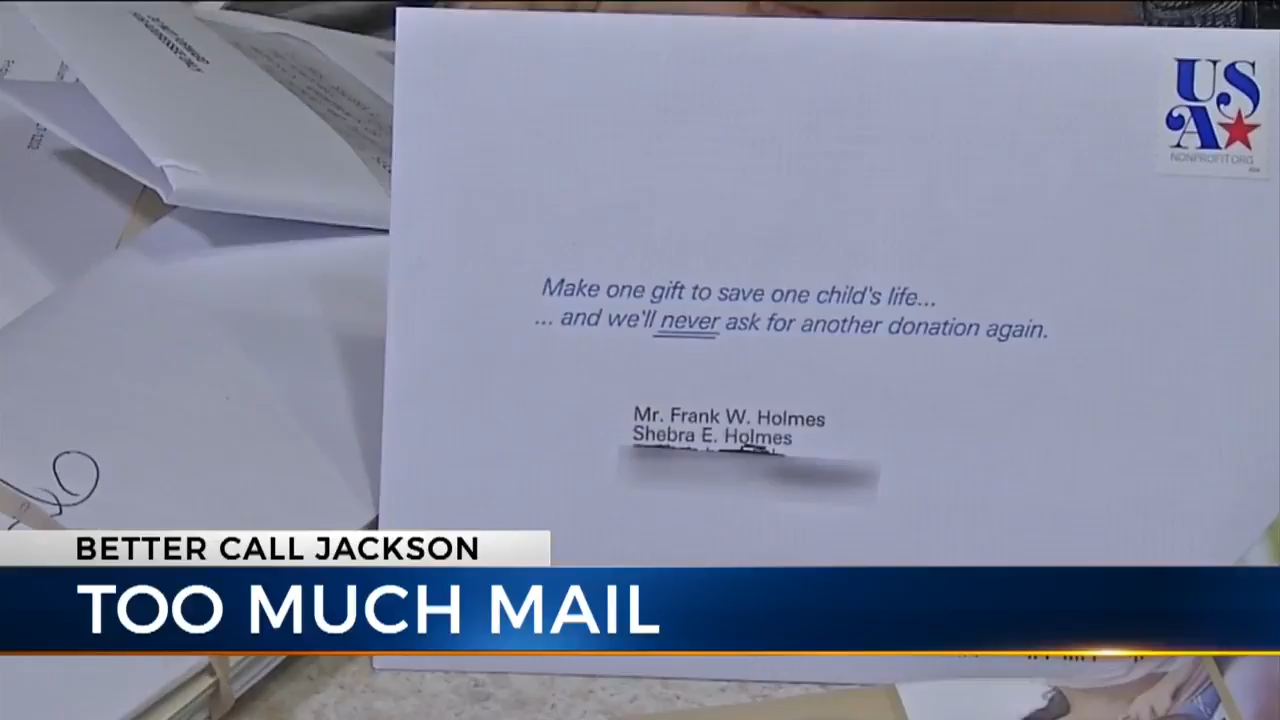 USA
NONPROFIT ORG
Make one gift to save one child's life...
... and we'll never ask for another donation again.
Mr. Frank W. Holmes
Shebra E. Holmes
BETTER CALL JACKSON
TOO MUCH MAIL